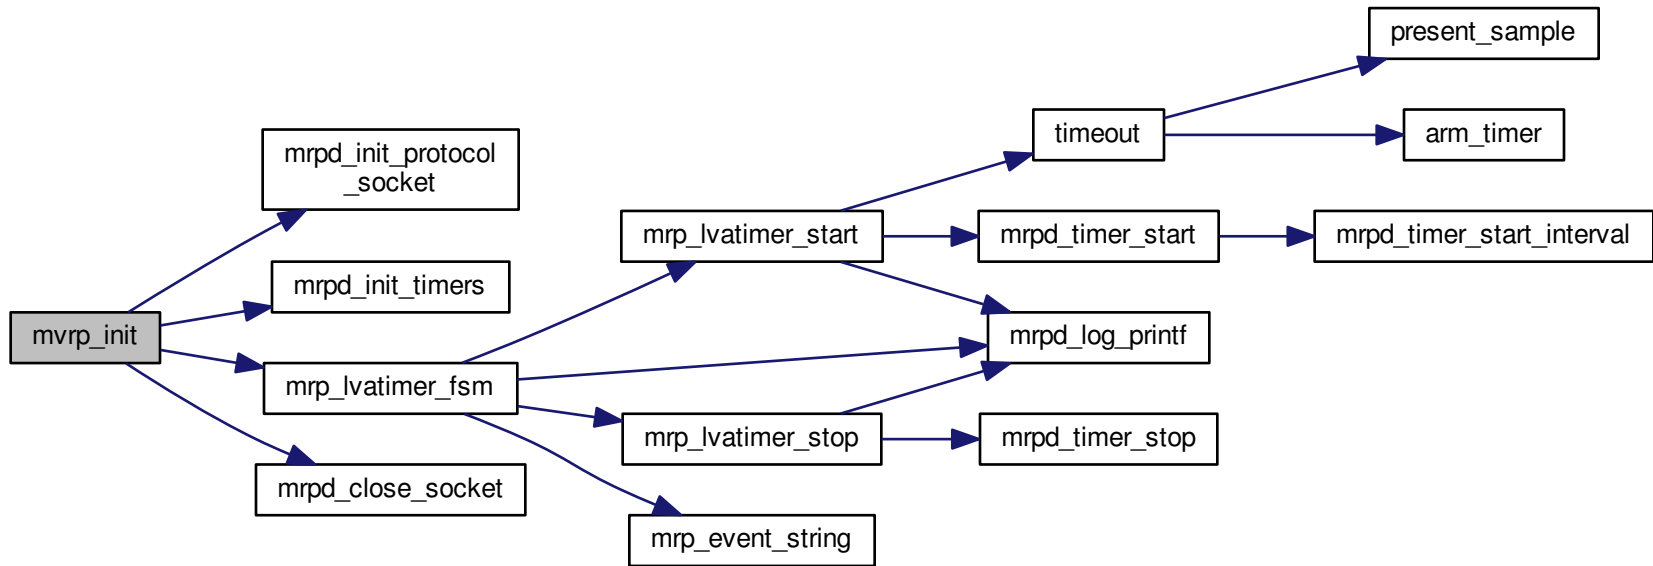 present_sample
timeout
arm_timer
mrpd_init_protocol
_socket
mrp_lvatimer_start
mrpd_timer_start
mrpd_timer_start_interval
mrpd_init_timers
mvrp_init
mrpd_log_printf
mrp_lvatimer_fsm
mrp_lvatimer_stop
mrpd_timer_stop
mrpd_close_socket
mrp_event_string